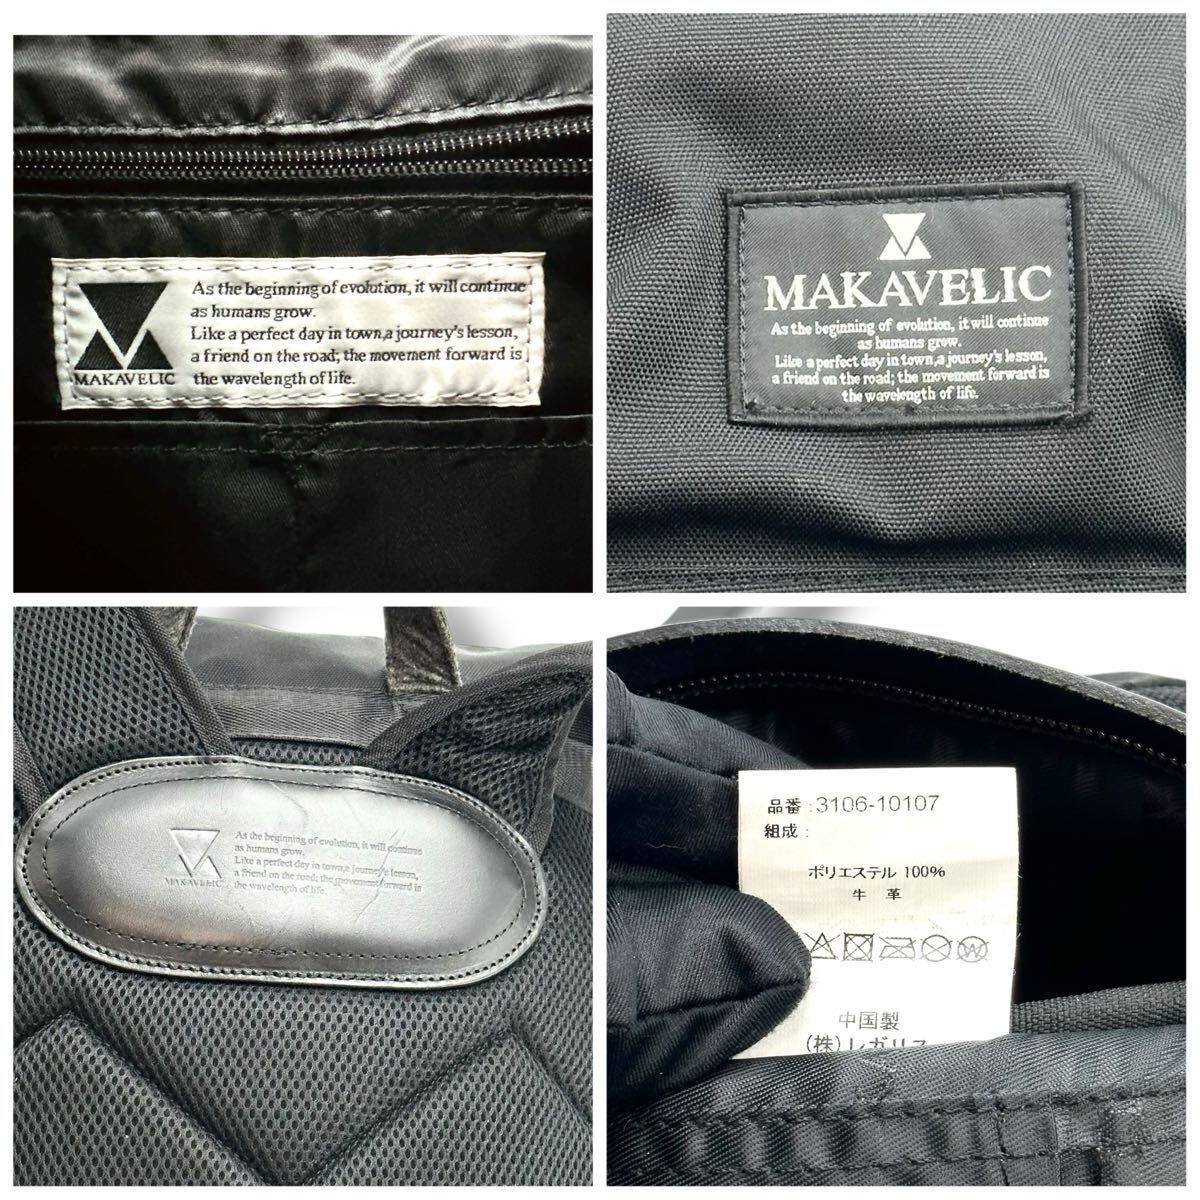 MAKAVELIC
As the beginning of evolution, it will continue
as humans grow.
Like a perfect day in town,a journey's lesson,
a friend on the road; the movement forward is
the wavelength of life.
MAKAVELIC
As the beginning of evolution, it will continue
as humans grow.
Like a perfect day in town,a journey's lesson,
a friend on the road; the movement forward is
the wavelength of life.
MAKAVELIC
As the beginning of evolution, it will continue
as humans grow.
Like a perfect day in town,a journey's lesson,
a friend on the road; the movement forward is
the wavelength of life.
品番:3106-10107
組成:
ポリエステル 100%
牛 革
中国製
(株)レガリス